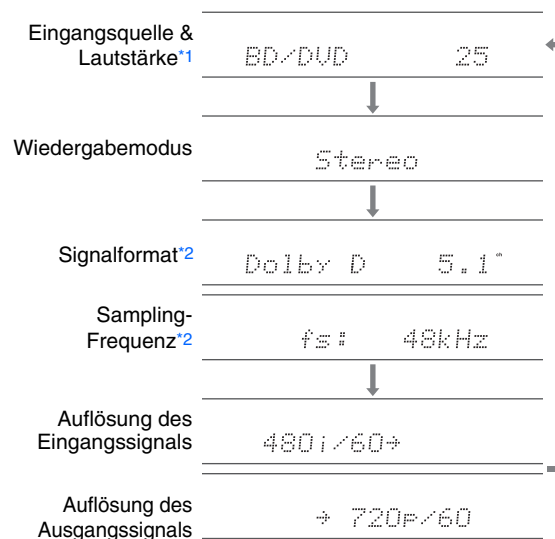 Eingangsquelle &
Lautstärke*1
BD/DVD 25
Wiedergabemodus
Stereo
Signalformat*2
Dolby D 5.1
Sampling-
Frequenz*2
fs: 48kHz
Auflösung des
Eingangssignals
480i/60→
Auflösung des
Ausgangssignals
→ 720p/60